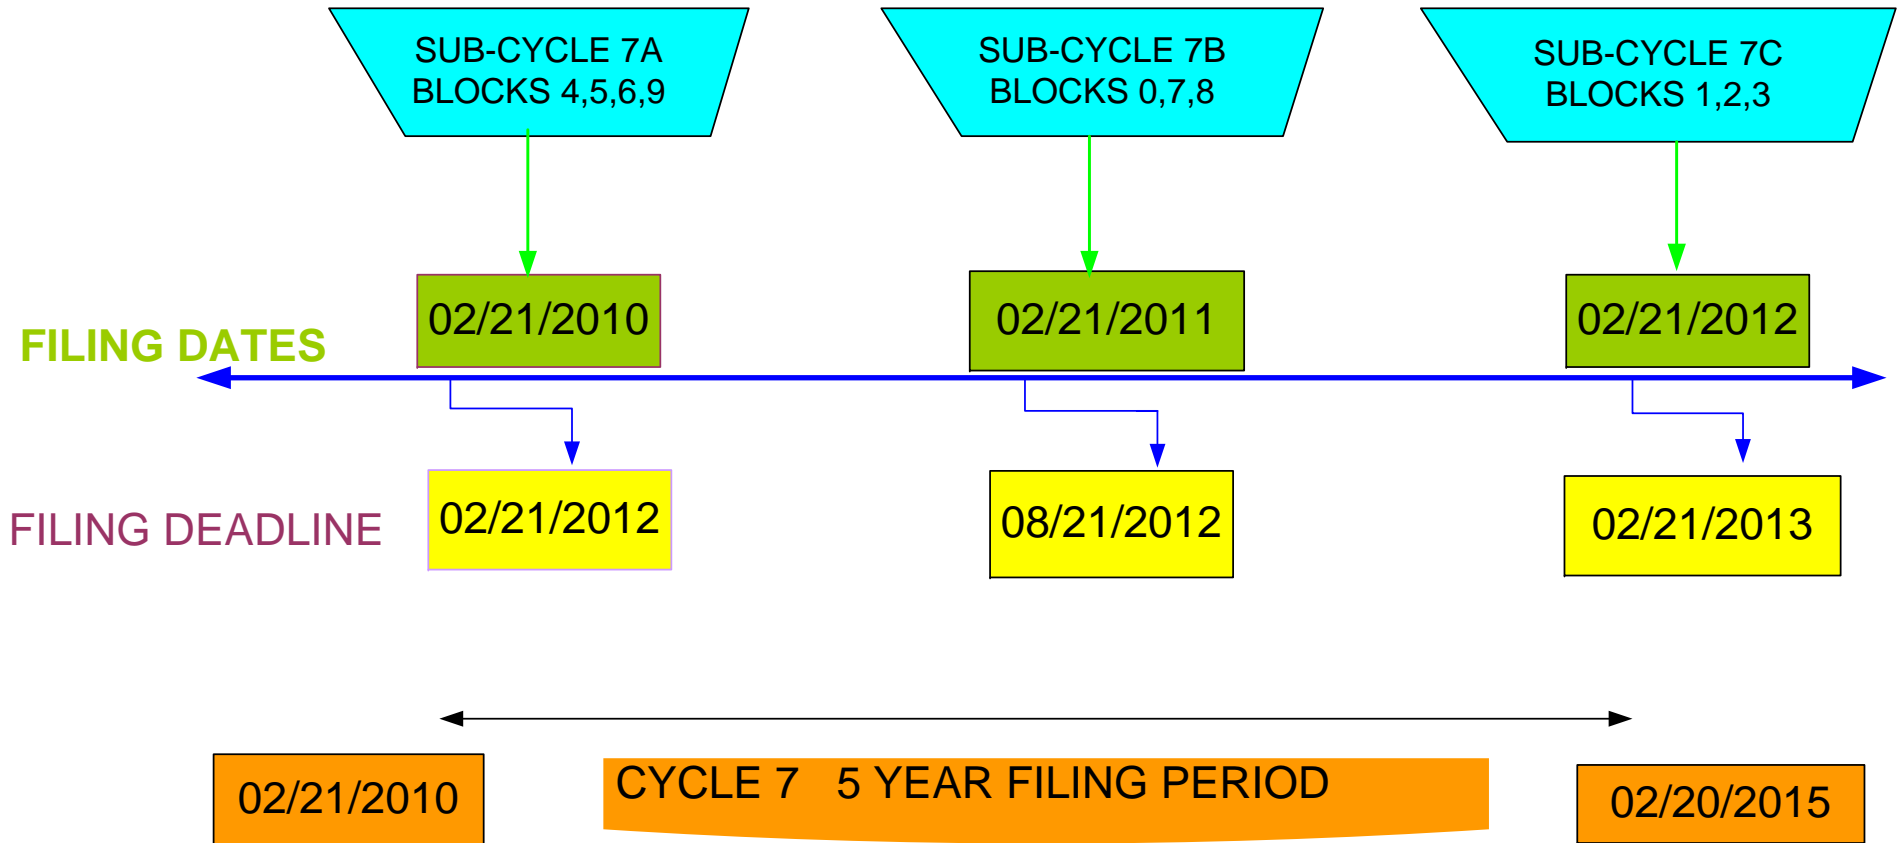 SUB-CYCLE 7A
BLOCKS 4,5,6,9
SUB-CYCLE 7B
BLOCKS 0,7,8
SUB-CYCLE 7C
BLOCKS 1,2,3
FILING DATES
02/21/2010
02/21/2011
02/21/2012
FILING DEADLINE
02/21/2012
08/21/2012
02/21/2013
02/21/2010
CYCLE 7 5 YEAR FILING PERIOD
02/20/2015